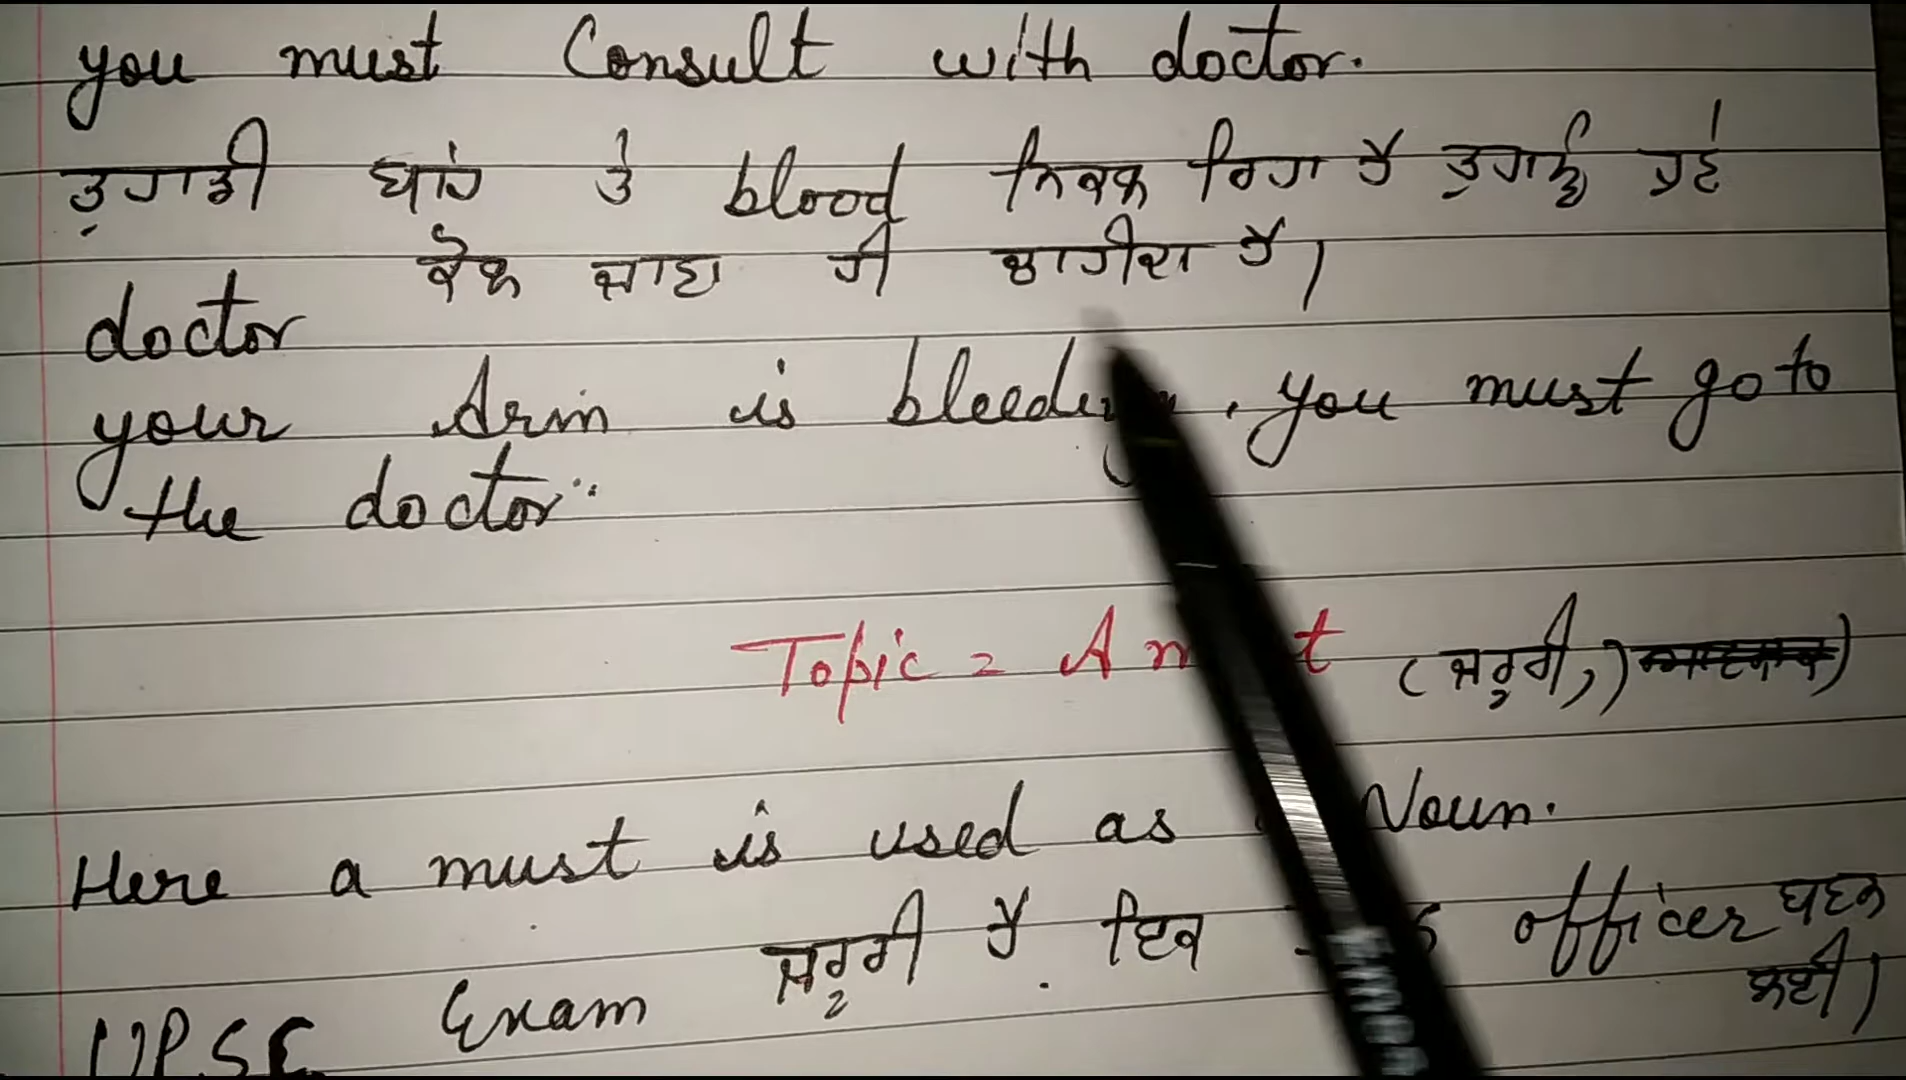 you must Consult with doctor.
ਤੁਹਾਡੀ ਬਾਂਹ ਤੇ blood ਨਿਕਲ ਰਿਹਾ ਹੈ ਤੁਹਾਨੂੰ ਹੁਣੇ
doctor ਕੋਲ ਜਾਣਾ ਹੀ ਚਾਹੀਦਾ ਹੈ।
your Arm is . you must go to
the doctor.
Topic = A (ਜਰੂਰੀ,)
Here a must is used as Noun.
UPSC Exam ਜਰੂਰੀ ਹੈ ਇਕ officer ਬਣਨ
ਲਈ।